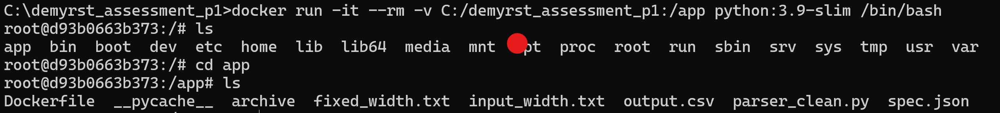 C:\demyrst_assessment_p1>docker run -it --rm -v C:/demyrst_assessment_p1:/app python:3.9-slim /bin/bash
root@d93b0663b373:/# ls
app bin boot dev etc home lib lib64 media mnt pt proc root run sbin srv sys tmp usr var
root@d93b0663b373:/# cd app
root@d93b0663b373:/app# ls
Dockerfile __pycache__ archive fixed_width.txt input_width.txt output.csv parser_clean.py spec.json